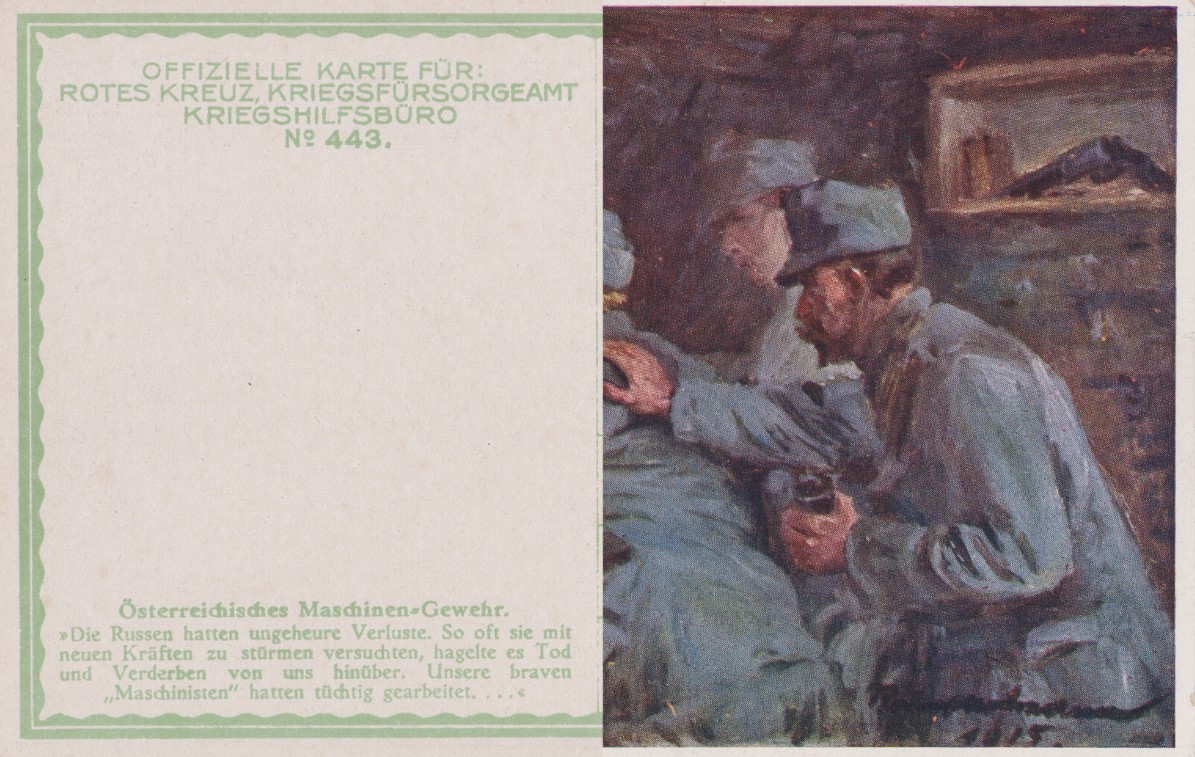 OFFIZIELLE KARTE FÜR:
ROTES KREUZ, KRIEGSFÜRSORGEAMT
KRIEGSHILFSBÜRO
Nº 443.
Österreichisches Maschinen-Gewehr.
»Die Russen hatten ungeheure Verluste. So oft sie mit
neuen Kräften zu stürmen versuchten, hagelte es Tod
und Verderben von uns hinüber. Unsere braven
„Maschinisten“ hatten tüchtig gearbeitet. . . .«
1915.